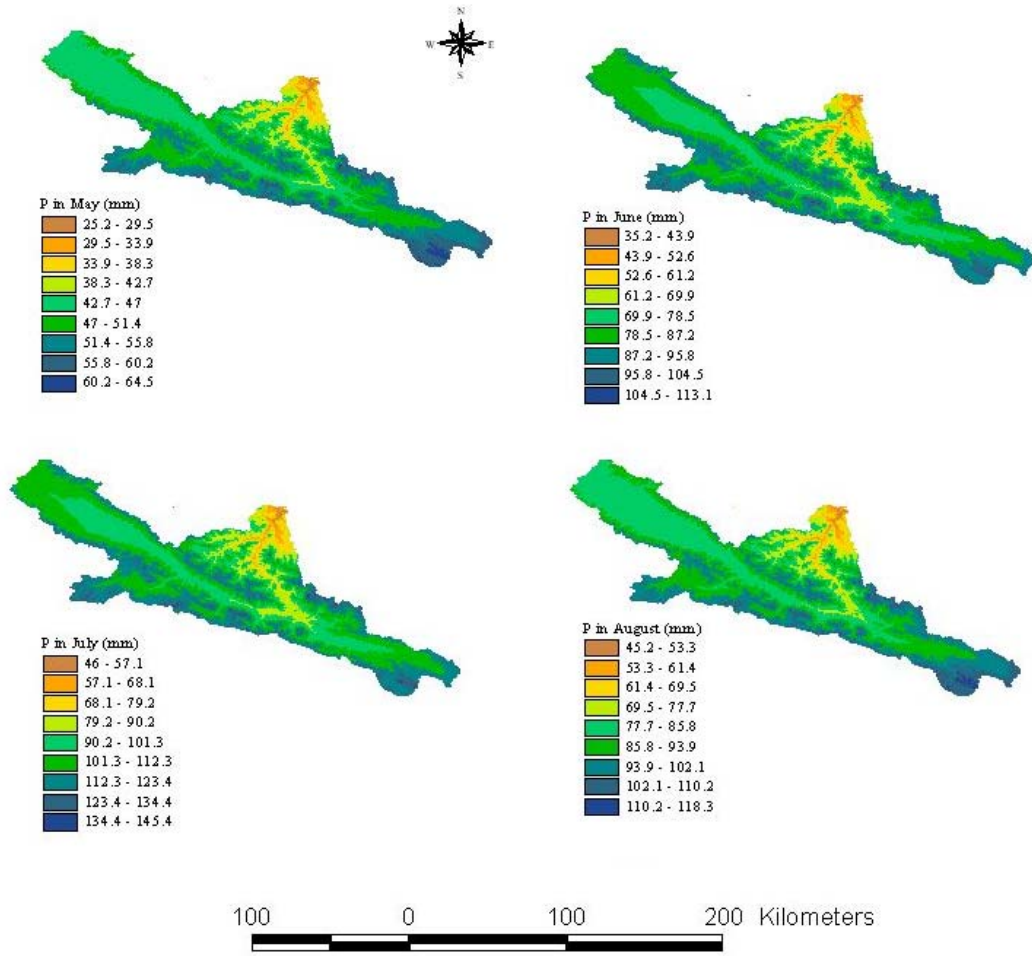 N
W E
S
P in May (mm)
25.2 - 29.5
29.5 - 33.9
33.9 - 38.3
38.3 - 42.7
42.7 - 47
47 - 51.4
51.4 - 55.8
55.8 - 60.2
60.2 - 64.5
P in June (mm)
35.2 - 43.9
43.9 - 52.6
52.6 - 61.2
61.2 - 69.9
69.9 - 78.5
78.5 - 87.2
87.2 - 95.8
95.8 - 104.5
104.5 - 113.1
P in July (mm)
46 - 57.1
57.1 - 68.1
68.1 - 79.2
79.2 - 90.2
90.2 - 101.3
101.3 - 112.3
112.3 - 123.4
123.4 - 134.4
134.4 - 145.4
P in August (mm)
45.2 - 53.3
53.3 - 61.4
61.4 - 69.5
69.5 - 77.7
77.7 - 85.8
85.8 - 93.9
93.9 - 102.1
102.1 - 110.2
110.2 - 118.3
100 0 100 200 Kilometers